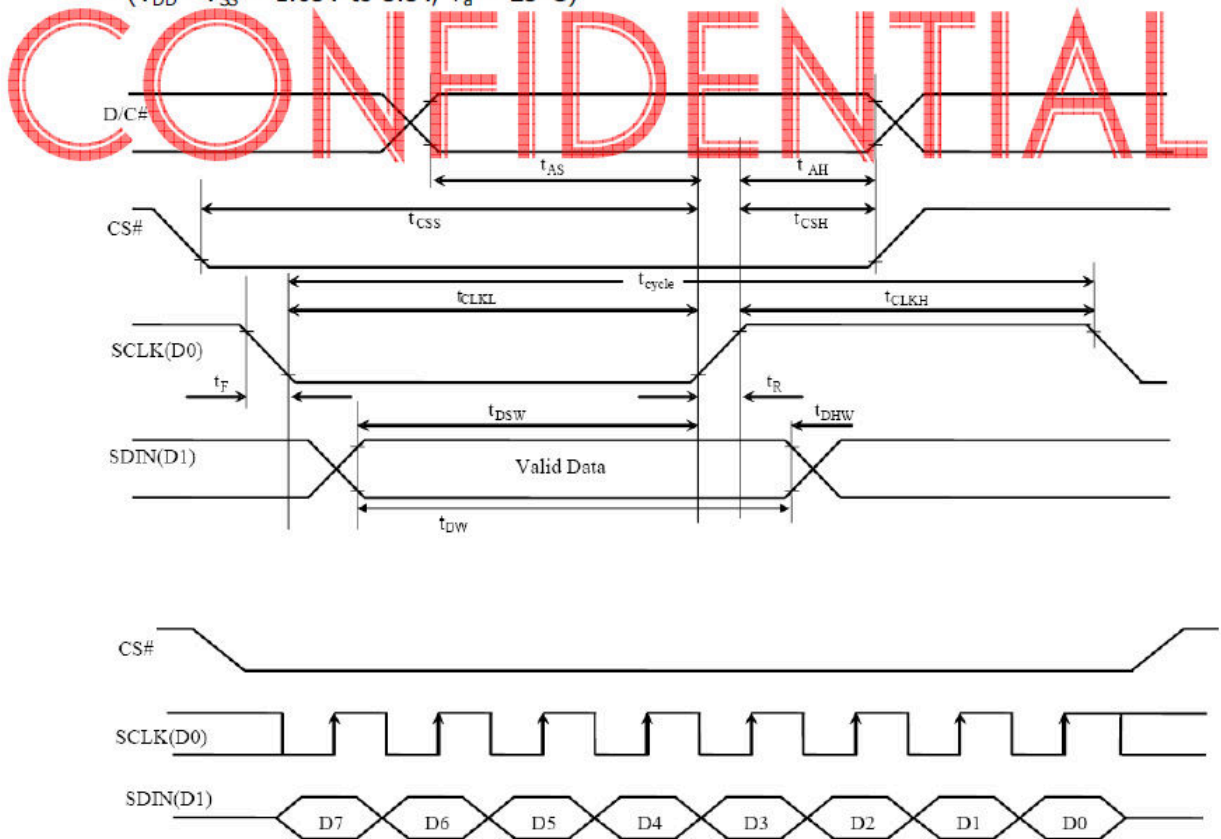 CONFIDENTIAL
D/C#
tAS
t AH
CS#
tCSS
tCSH
tcycle
tCLKL
tCLKH
SCLK(D0)
tF
tR
tDSW
tDHW
SDIN(D1)
Valid Data
tDW
CS#
SCLK(D0)
SDIN(D1)
D7 D6 D5 D4 D3 D2 D1 D0